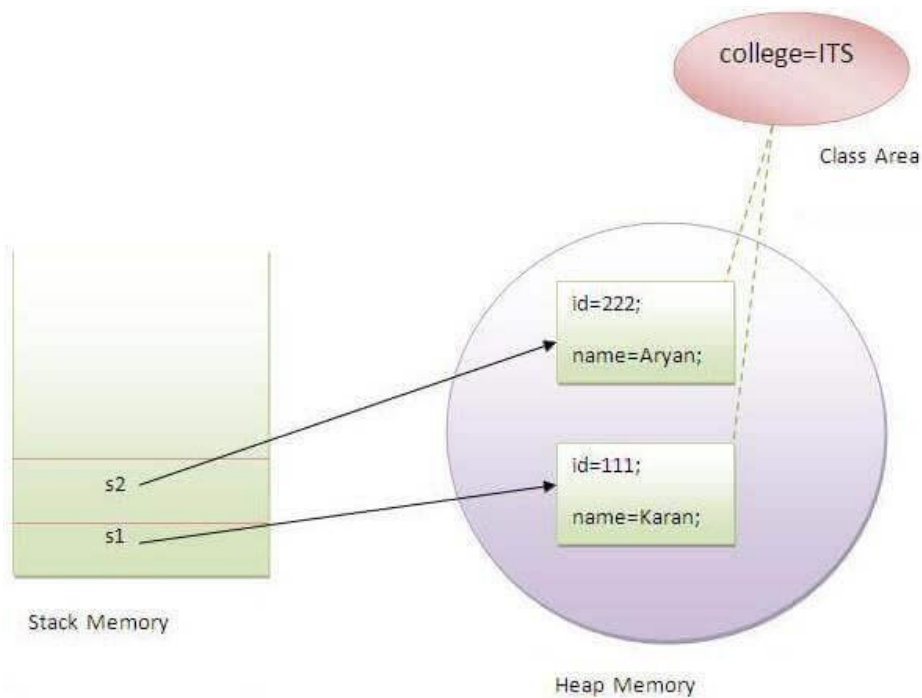 college=ITS
Class Area
id=222;
name=Aryan;
s2
id=111;
name=Karan;
s1
Stack Memory
Heap Memory